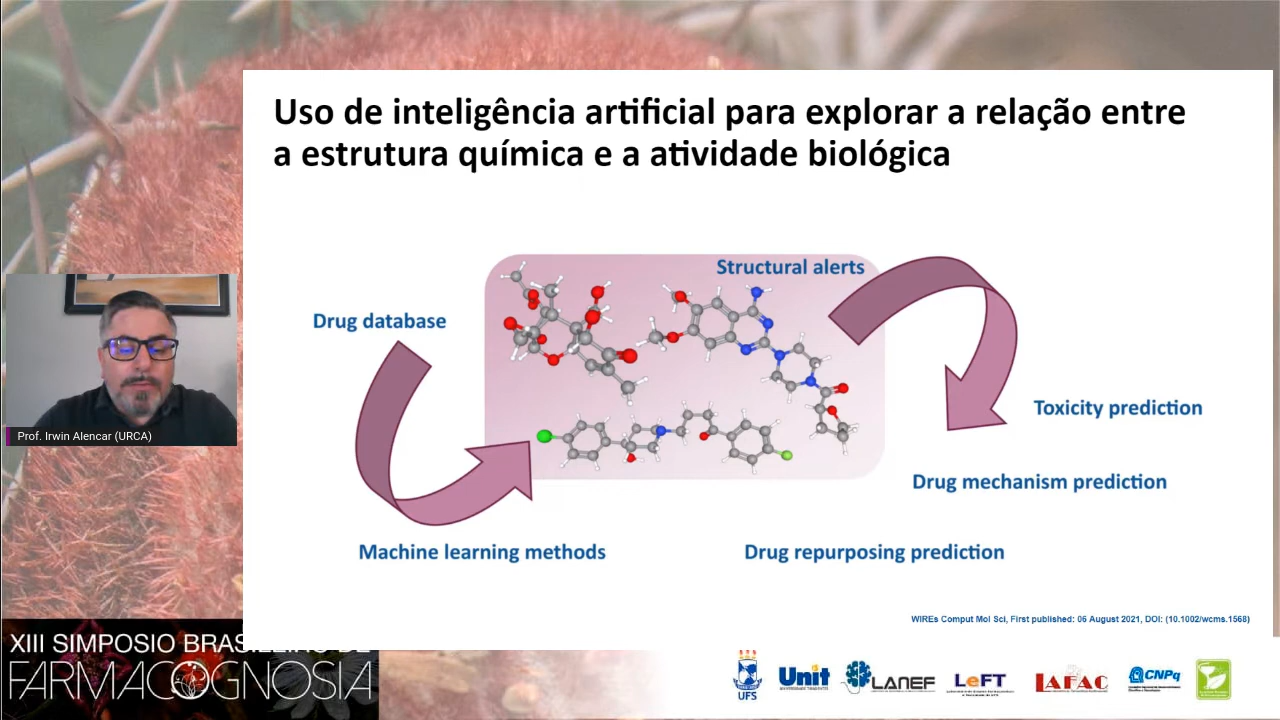 Uso de inteligência artificial para explorar a relação entre
a estrutura química e a atividade biológica
Structural alerts
Drug database
Toxicity prediction
Prof. Irwin Alencar (URCA)
Drug mechanism prediction
Machine learning methods
Drug repurposing prediction
WIREs Comput Mol Sci, First published: 06 August 2021, DOI: (10.1002/wcms.1568)
XIII SIMPOSIO BRASILEIRO DE
FARMACOGNOSIA
UFS
Unit
LANEF
LeFT
LAFAC
CNPq